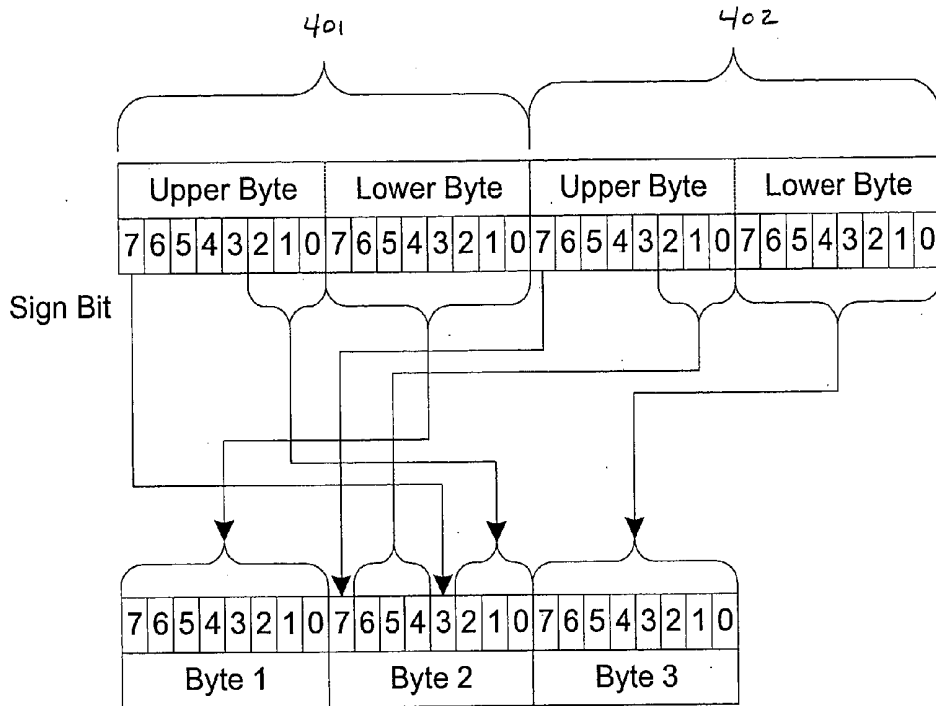 401 402
Upper Byte Lower Byte Upper Byte Lower Byte
7 6 5 4 3 2 1 0 7 6 5 4 3 2 1 0 7 6 5 4 3 2 1 0 7 6 5 4 3 2 1 0
Sign Bit
7 6 5 4 3 2 1 0 7 6 5 4 3 2 1 0 7 6 5 4 3 2 1 0
Byte 1 Byte 2 Byte 3